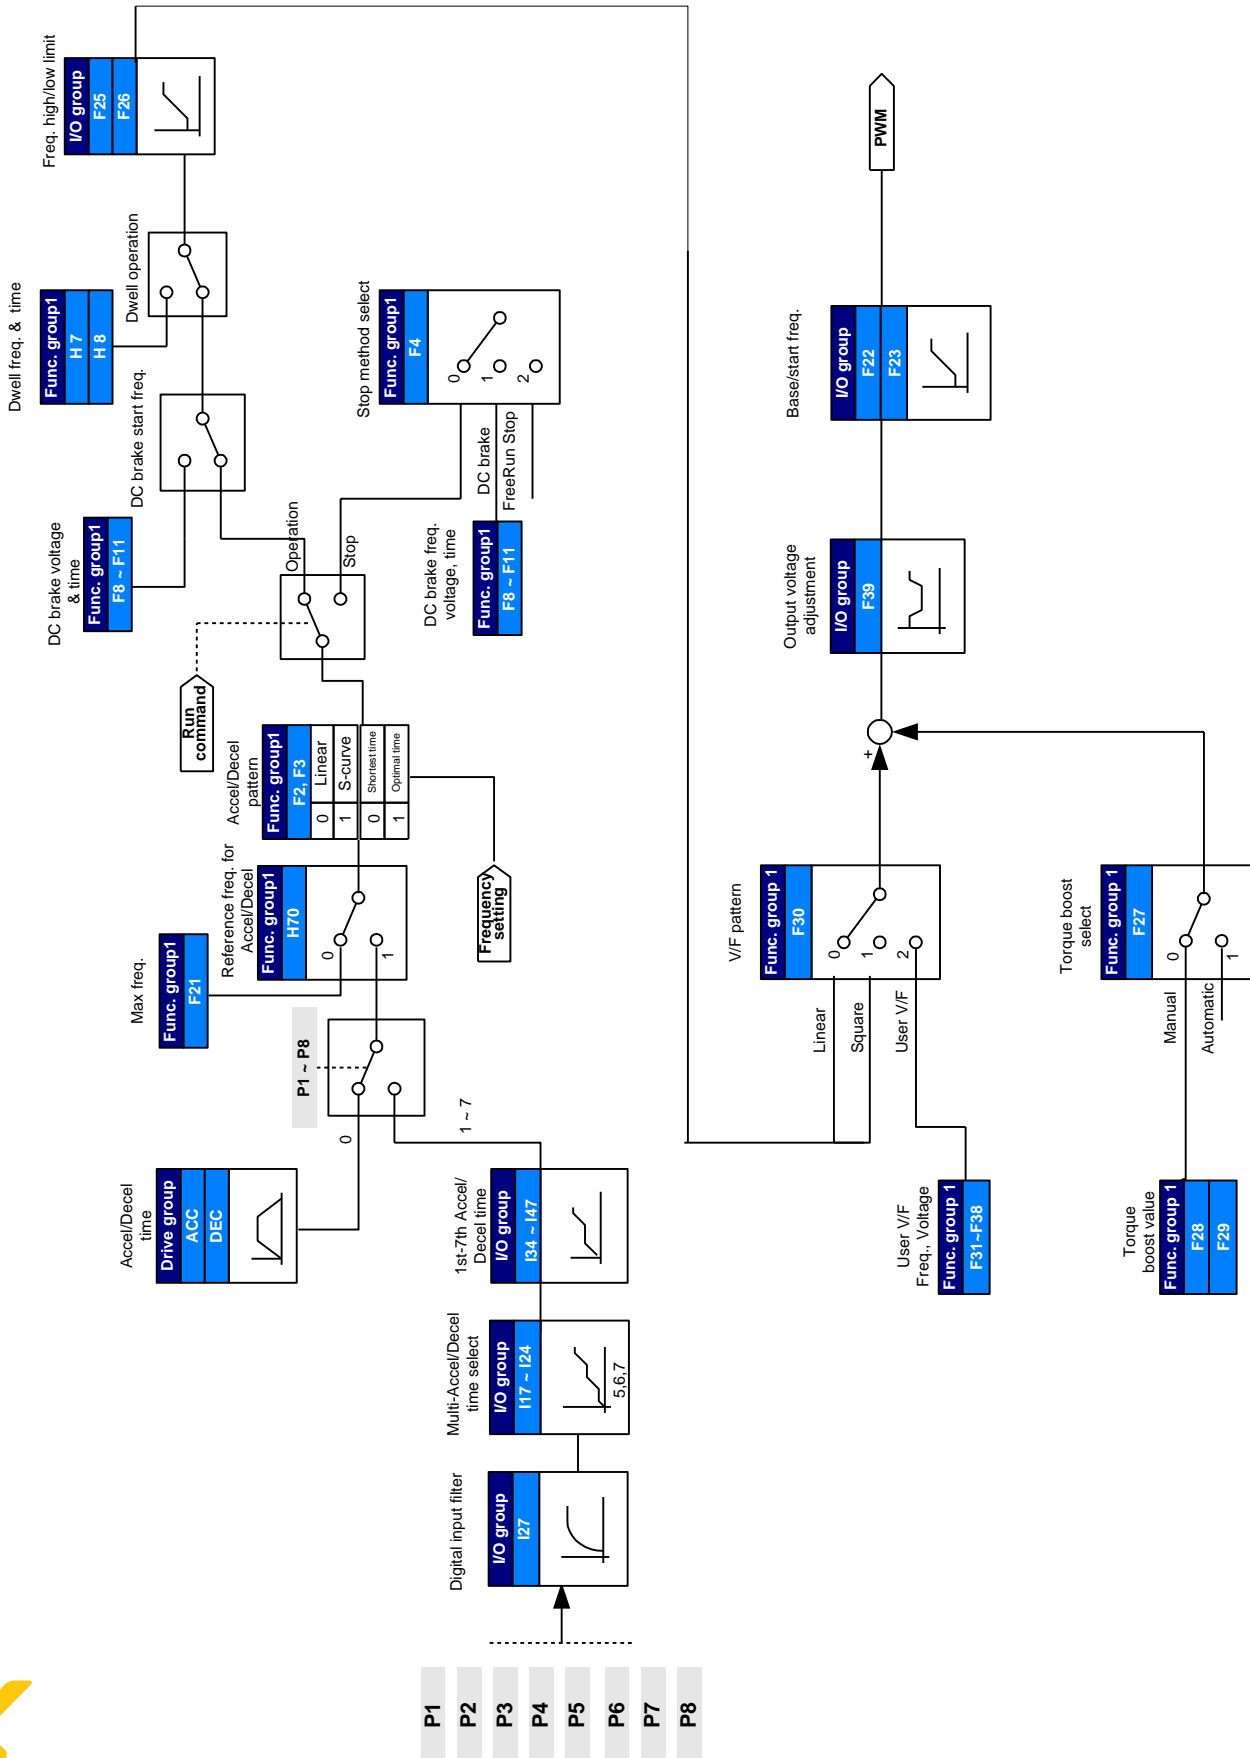 P1
P2
P3
P4
P5
P6
P7
P8
Digital input filter
I/O group
I27
Multi-Accel/Decel
time select
I/O group
I17 ~ I24
5,6,7
1st-7th Accel/
Decel time
I/O group
I34 ~ I47
Accel/Decel
time
Drive group
ACC
DEC
0
1 ~ 7
P1 ~ P8
Max freq.
Func. group1
F21
Reference freq. for
Accel/Decel
Func. group1
H70
0
1
Frequency
setting
Accel/Decel
pattern
Func. group1
F2, F3
0 Linear
1 S-curve
0 Shortest time
1 Optimal time
Run
command
Operation
Stop
DC brake voltage
& time
Func. group1
F8 ~ F11
DC brake start freq.
DC brake freq.
voltage, time
Func. group1
F8 ~ F11
DC brake
FreeRun Stop
Stop method select
Func. group1
F4
0
1
2
Dwell freq. & time
Func. group1
H 7
H 8
Dwell operation
Freq. high/low limit
I/O group
F25
F26
User V/F
Freq., Voltage
Func. group 1
F31~F38
Linear
Square
User V/F
V/F pattern
Func. group 1
F30
0
1
2
+
Torque
boost value
Func. group 1
F28
F29
Manual
Automatic
Torque boost
select
Func. group 1
F27
0
1
Output voltage
adjustment
I/O group
F39
Base/start freq.
I/O group
F22
F23
PWM